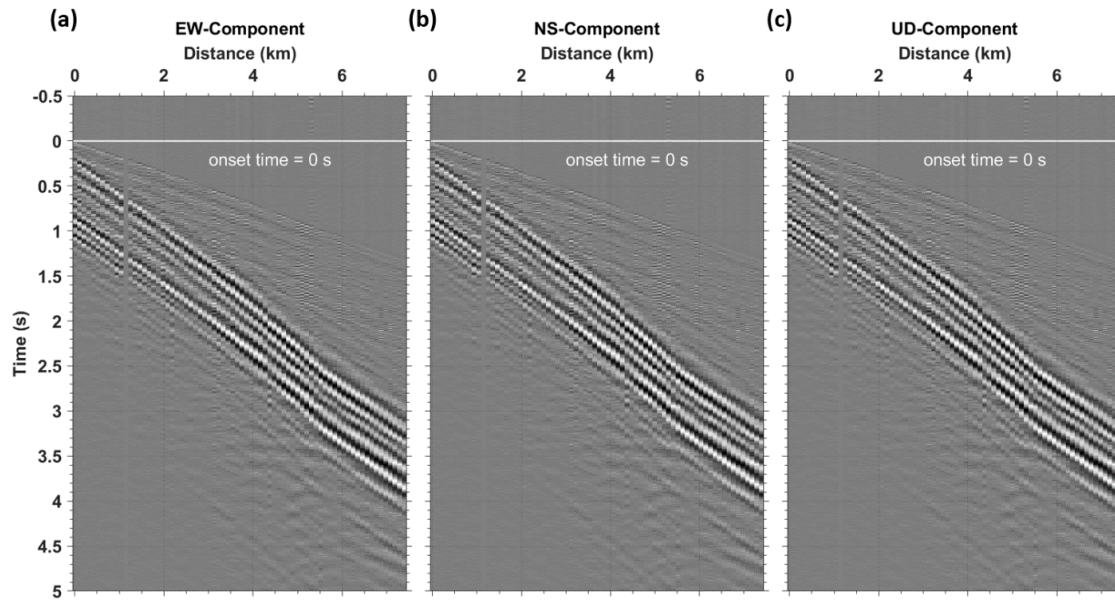 (a)
EW-Component
Distance (km)
0 2 4 6
(b)
NS-Component
Distance (km)
0 2 4 6
(c)
UD-Component
Distance (km)
0 2 4 6
Time (s)
-0.5
0
0.5
1
1.5
2
2.5
3
3.5
4
4.5
5
onset time = 0 s
onset time = 0 s
onset time = 0 s